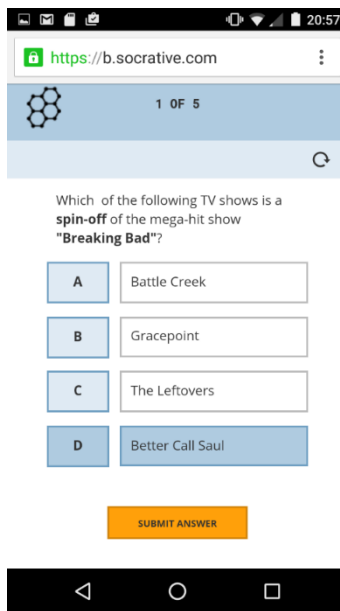 20:57
https://b.socrative.com
1 OF 5
Which of the following TV shows is a
spin-off of the mega-hit show
"Breaking Bad"?
A Battle Creek
B Gracepoint
C The Leftovers
D Better Call Saul
SUBMIT ANSWER